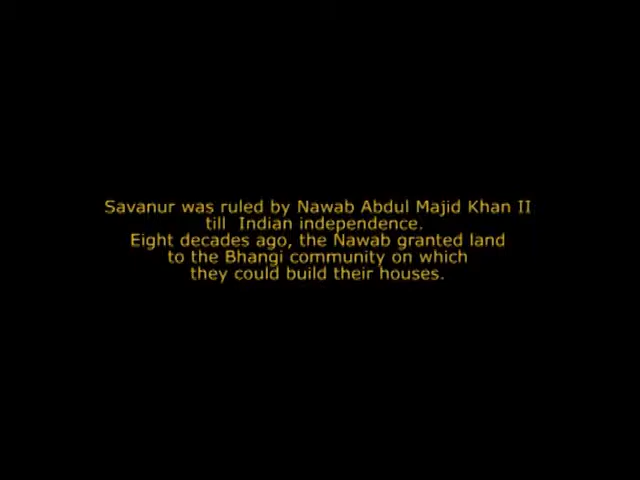 Savanur was ruled by Nawab Abdul Majid Khan II
till  Indian independence.
Eight decades ago, the Nawab granted land
to the Bhangi community on which
they could build their houses.